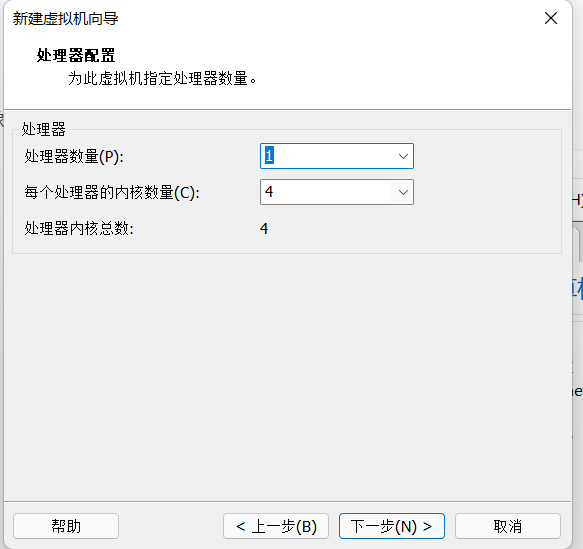 新建虚拟机向导
处理器配置
为此虚拟机指定处理器数量。
处理器
处理器数量(P): 1
每个处理器的内核数量(C): 4
处理器内核总数: 4
帮助 < 上一步(B) 下一步(N) > 取消